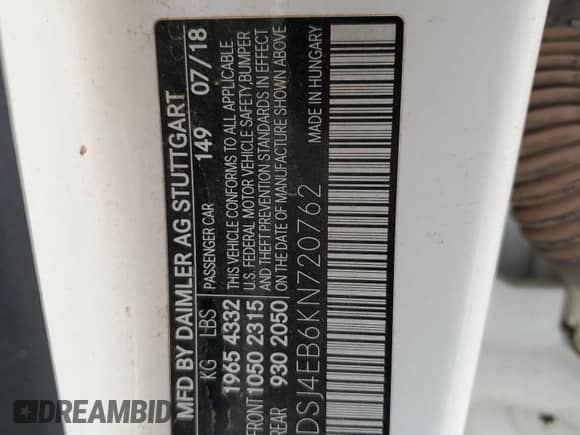 MFD BY DAIMLER AG STUTTGART
KG LBS PASSENGER CAR 149 07/18
1965 4332 THIS VEHICLE CONFORMS TO ALL APPLICABLE
U.S. FEDERAL MOTOR VEHICLE SAFETY, BUMPER
FRONT 1050 2315 AND THEFT PREVENTION STANDARDS IN EFFECT
REAR 930 2050 ON THE DATE OF MANUFACTURE SHOWN ABOVE
MADE IN HUNGARY
DSJ4EB6KN720762
DREAMBID